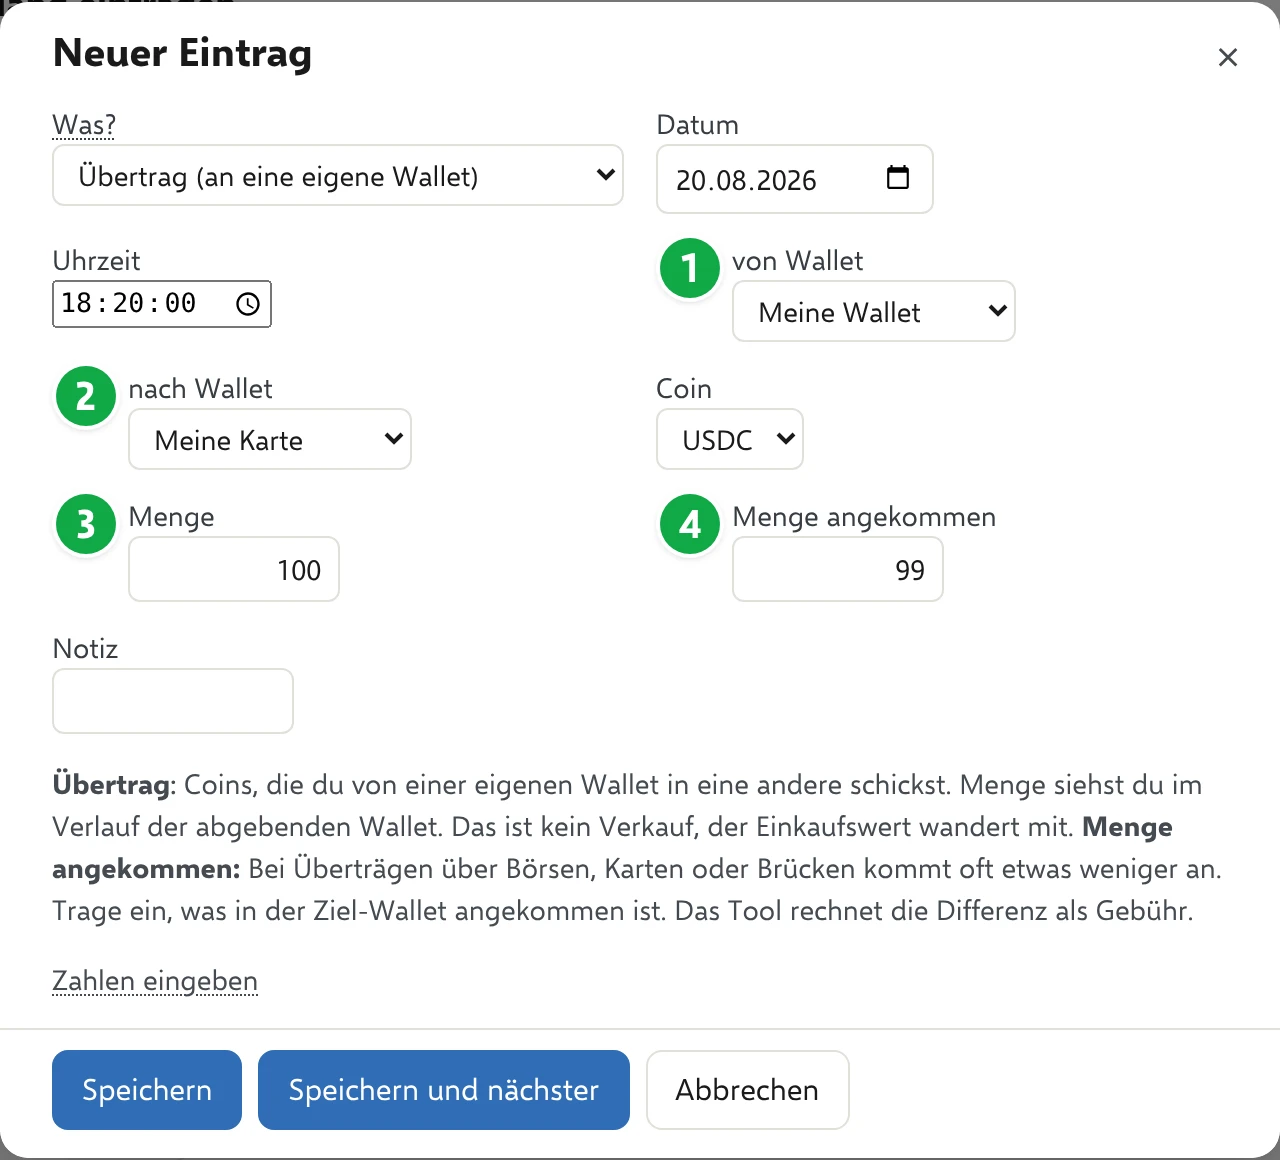 Neuer Eintrag
×
Was?
Übertrag (an eine eigene Wallet)
Datum
20.08.2026
Uhrzeit
18:20:00
1
von Wallet
Meine Wallet
2
nach Wallet
Meine Karte
Coin
USDC
3
Menge
100
4
Menge angekommen
99
Notiz
Übertrag: Coins, die du von einer eigenen Wallet in eine andere schickst. Menge siehst du im
Verlauf der abgebenden Wallet. Das ist kein Verkauf, der Einkaufswert wandert mit. Menge
angekommen: Bei Überträgen über Börsen, Karten oder Brücken kommt oft etwas weniger an.
Trage ein, was in der Ziel-Wallet angekommen ist. Das Tool rechnet die Differenz als Gebühr.
Zahlen eingeben
Speichern
Speichern und nächster
Abbrechen